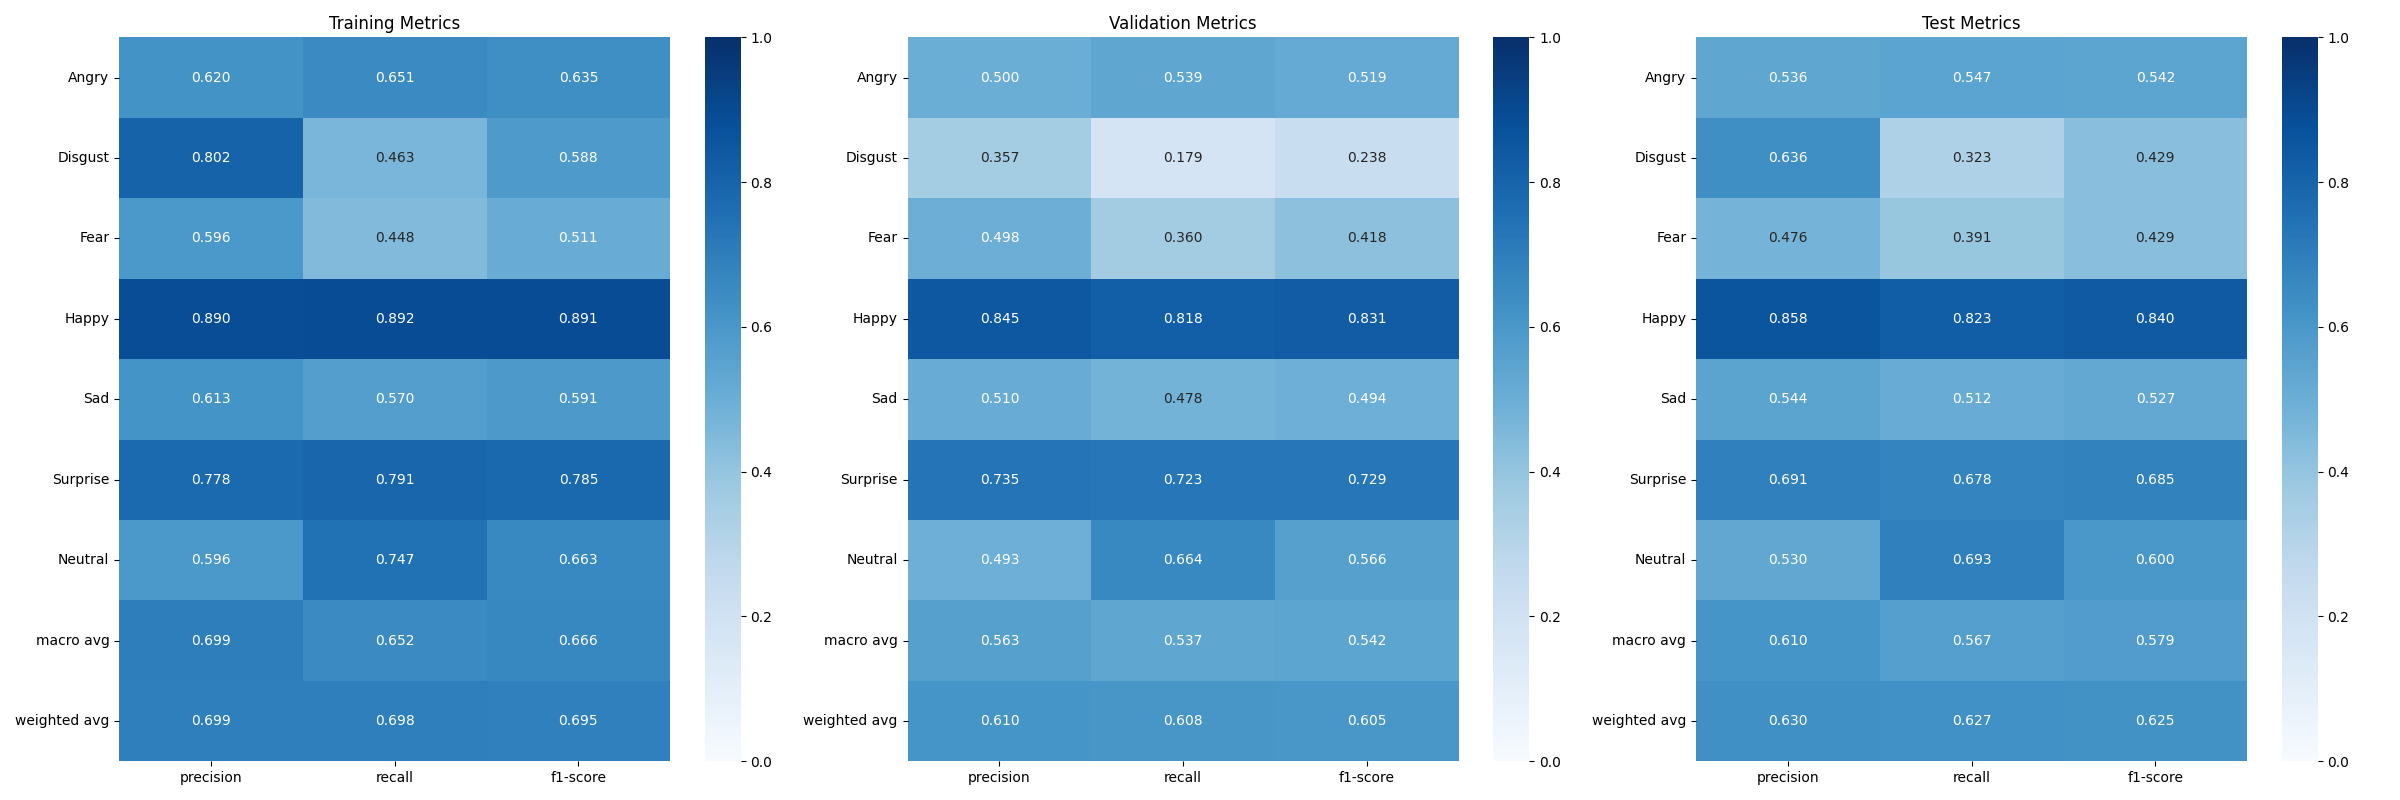 Training Metrics
Angry 0.620 0.651 0.635
Disgust 0.802 0.463 0.588
Fear 0.596 0.448 0.511
Happy 0.890 0.892 0.891
Sad 0.613 0.570 0.591
Surprise 0.778 0.791 0.785
Neutral 0.596 0.747 0.663
macro avg 0.699 0.652 0.666
weighted avg 0.699 0.698 0.695
precision recall f1-score
1.0
0.8
0.6
0.4
0.2
0.0
Validation Metrics
Angry 0.500 0.539 0.519
Disgust 0.357 0.179 0.238
Fear 0.498 0.360 0.418
Happy 0.845 0.818 0.831
Sad 0.510 0.478 0.494
Surprise 0.735 0.723 0.729
Neutral 0.493 0.664 0.566
macro avg 0.563 0.537 0.542
weighted avg 0.610 0.608 0.605
precision recall f1-score
1.0
0.8
0.6
0.4
0.2
0.0
Test Metrics
Angry 0.536 0.547 0.542
Disgust 0.636 0.323 0.429
Fear 0.476 0.391 0.429
Happy 0.858 0.823 0.840
Sad 0.544 0.512 0.527
Surprise 0.691 0.678 0.685
Neutral 0.530 0.693 0.600
macro avg 0.610 0.567 0.579
weighted avg 0.630 0.627 0.625
precision recall f1-score
1.0
0.8
0.6
0.4
0.2
0.0